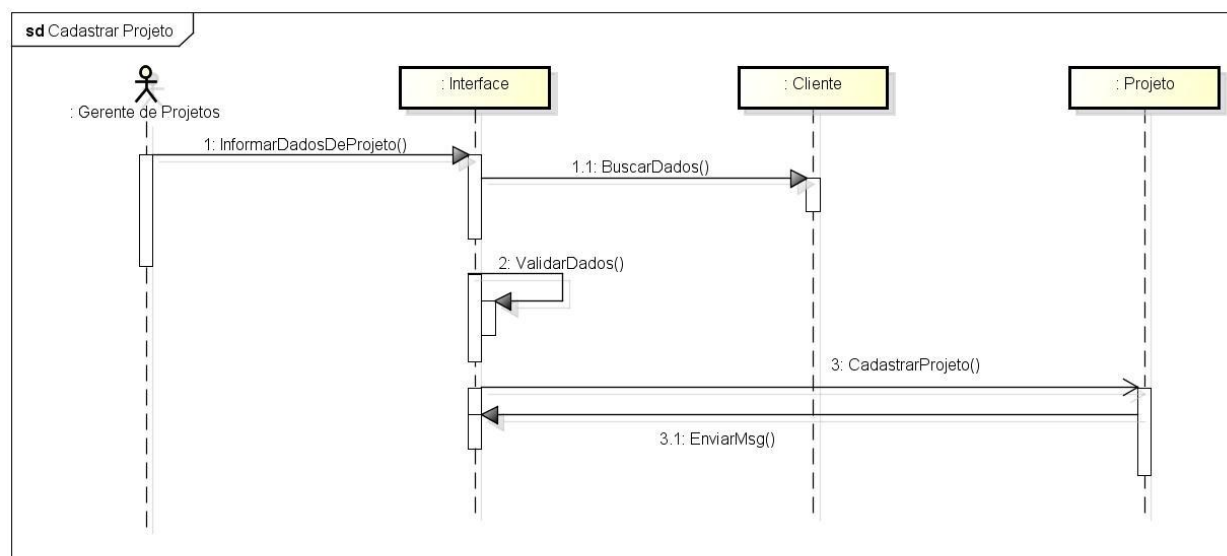 sd Cadastrar Projeto
: Gerente de Projetos
: Interface
: Cliente
: Projeto
1: InformarDadosDeProjeto()
1.1: BuscarDados()
2: ValidarDados()
3: CadastrarProjeto()
3.1: EnviarMsg()